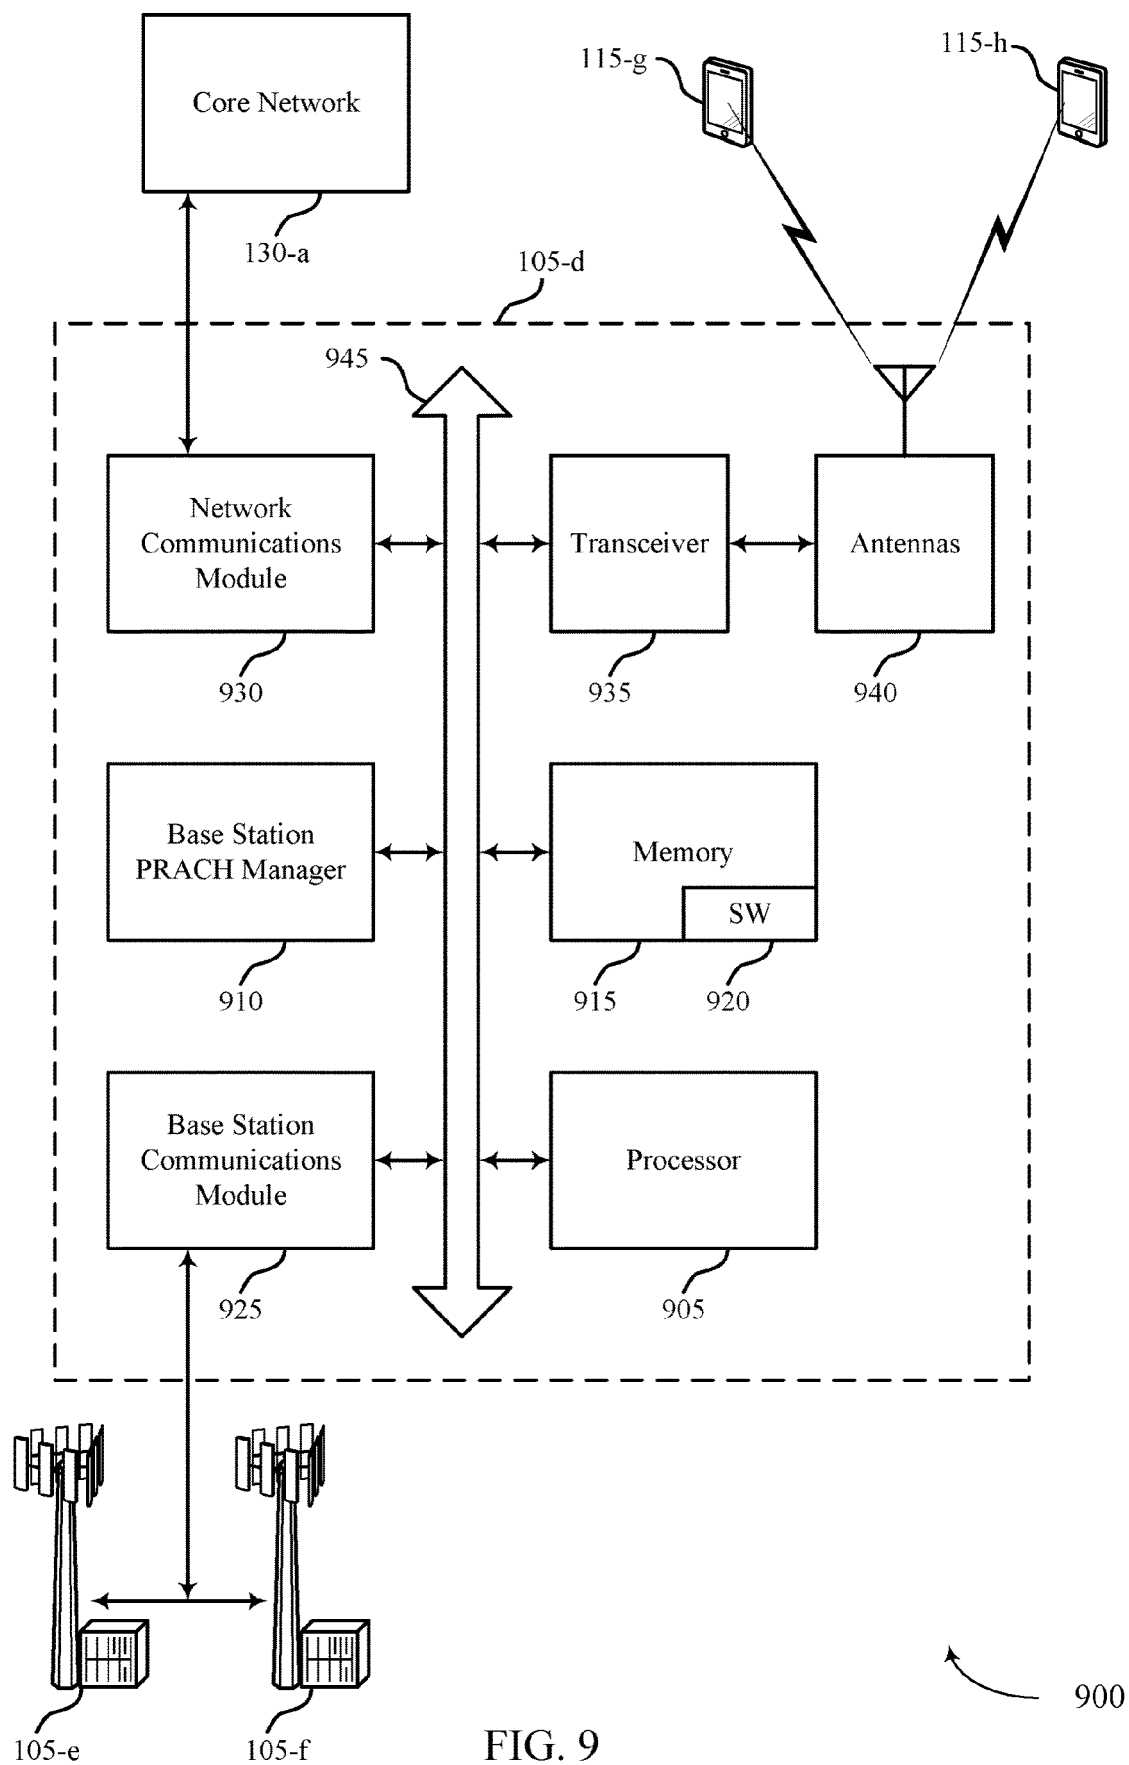 Core Network
130-a
115-g
115-h
105-d
945
Network
Communications
Module
930
Transceiver
935
Antennas
940
Base Station
PRACH Manager
910
Memory
SW
915
920
Base Station
Communications
Module
925
Processor
905
105-e
105-f
900
FIG. 9